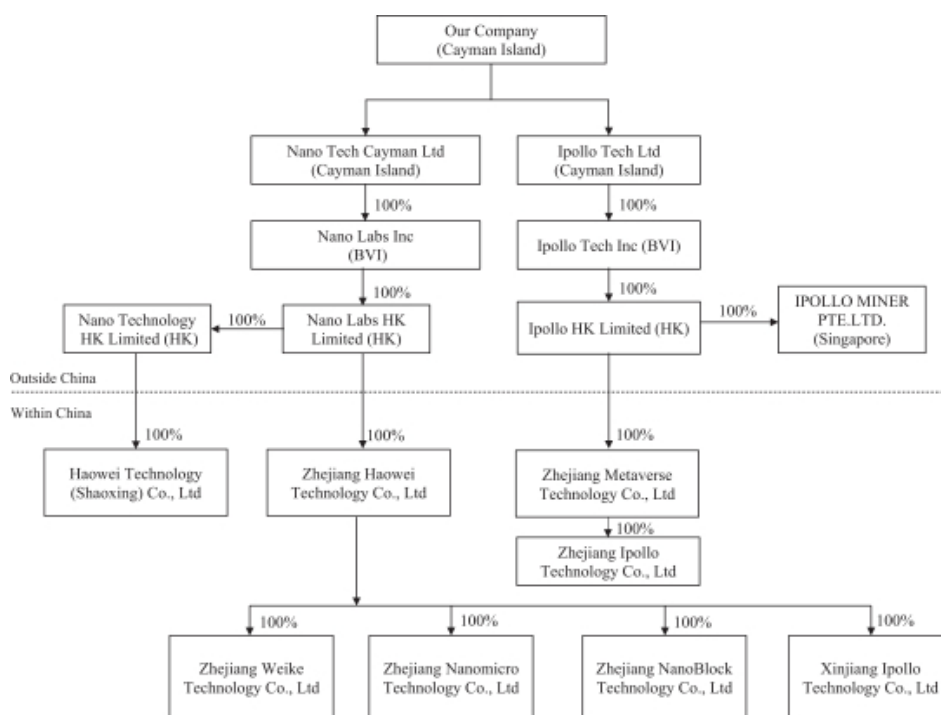 Our Company
(Cayman Island)
Nano Tech Cayman Ltd
(Cayman Island)
Ipollo Tech Ltd
(Cayman Island)
100%
100%
Nano Labs Inc
(BVI)
Ipollo Tech Inc (BVI)
100%
100%
Nano Technology
HK Limited (HK)
100%
Nano Labs HK
Limited (HK)
Ipollo HK Limited (HK)
100%
IPOLLO MINER
PTE.LTD.
(Singapore)
Outside China
Within China
100%
100%
100%
Haowei Technology
(Shaoxing) Co., Ltd
Zhejiang Haowei
Technology Co., Ltd
Zhejiang Metaverse
Technology Co., Ltd
100%
Zhejiang Ipollo
Technology Co., Ltd
100%
100%
100%
100%
Zhejiang Weike
Technology Co., Ltd
Zhejiang Nanomicro
Technology Co., Ltd
Zhejiang NanoBlock
Technology Co., Ltd
Xinjiang Ipollo
Technology Co., Ltd